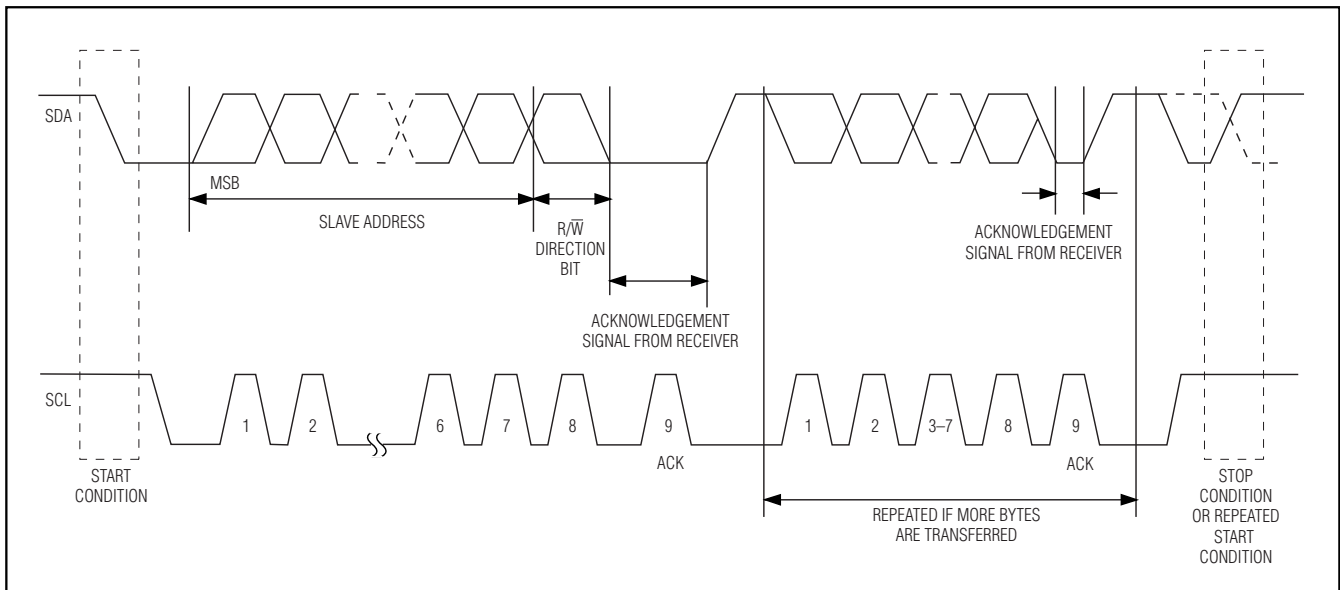 SDA
MSB
SLAVE ADDRESS
R/W̅
DIRECTION
BIT
ACKNOWLEDGEMENT
SIGNAL FROM RECEIVER
ACKNOWLEDGEMENT
SIGNAL FROM RECEIVER
SCL
1 2 6 7 8 9 1 2 3–7 8 9
ACK ACK
START
CONDITION
REPEATED IF MORE BYTES
ARE TRANSFERRED
STOP
CONDITION
OR REPEATED
START
CONDITION